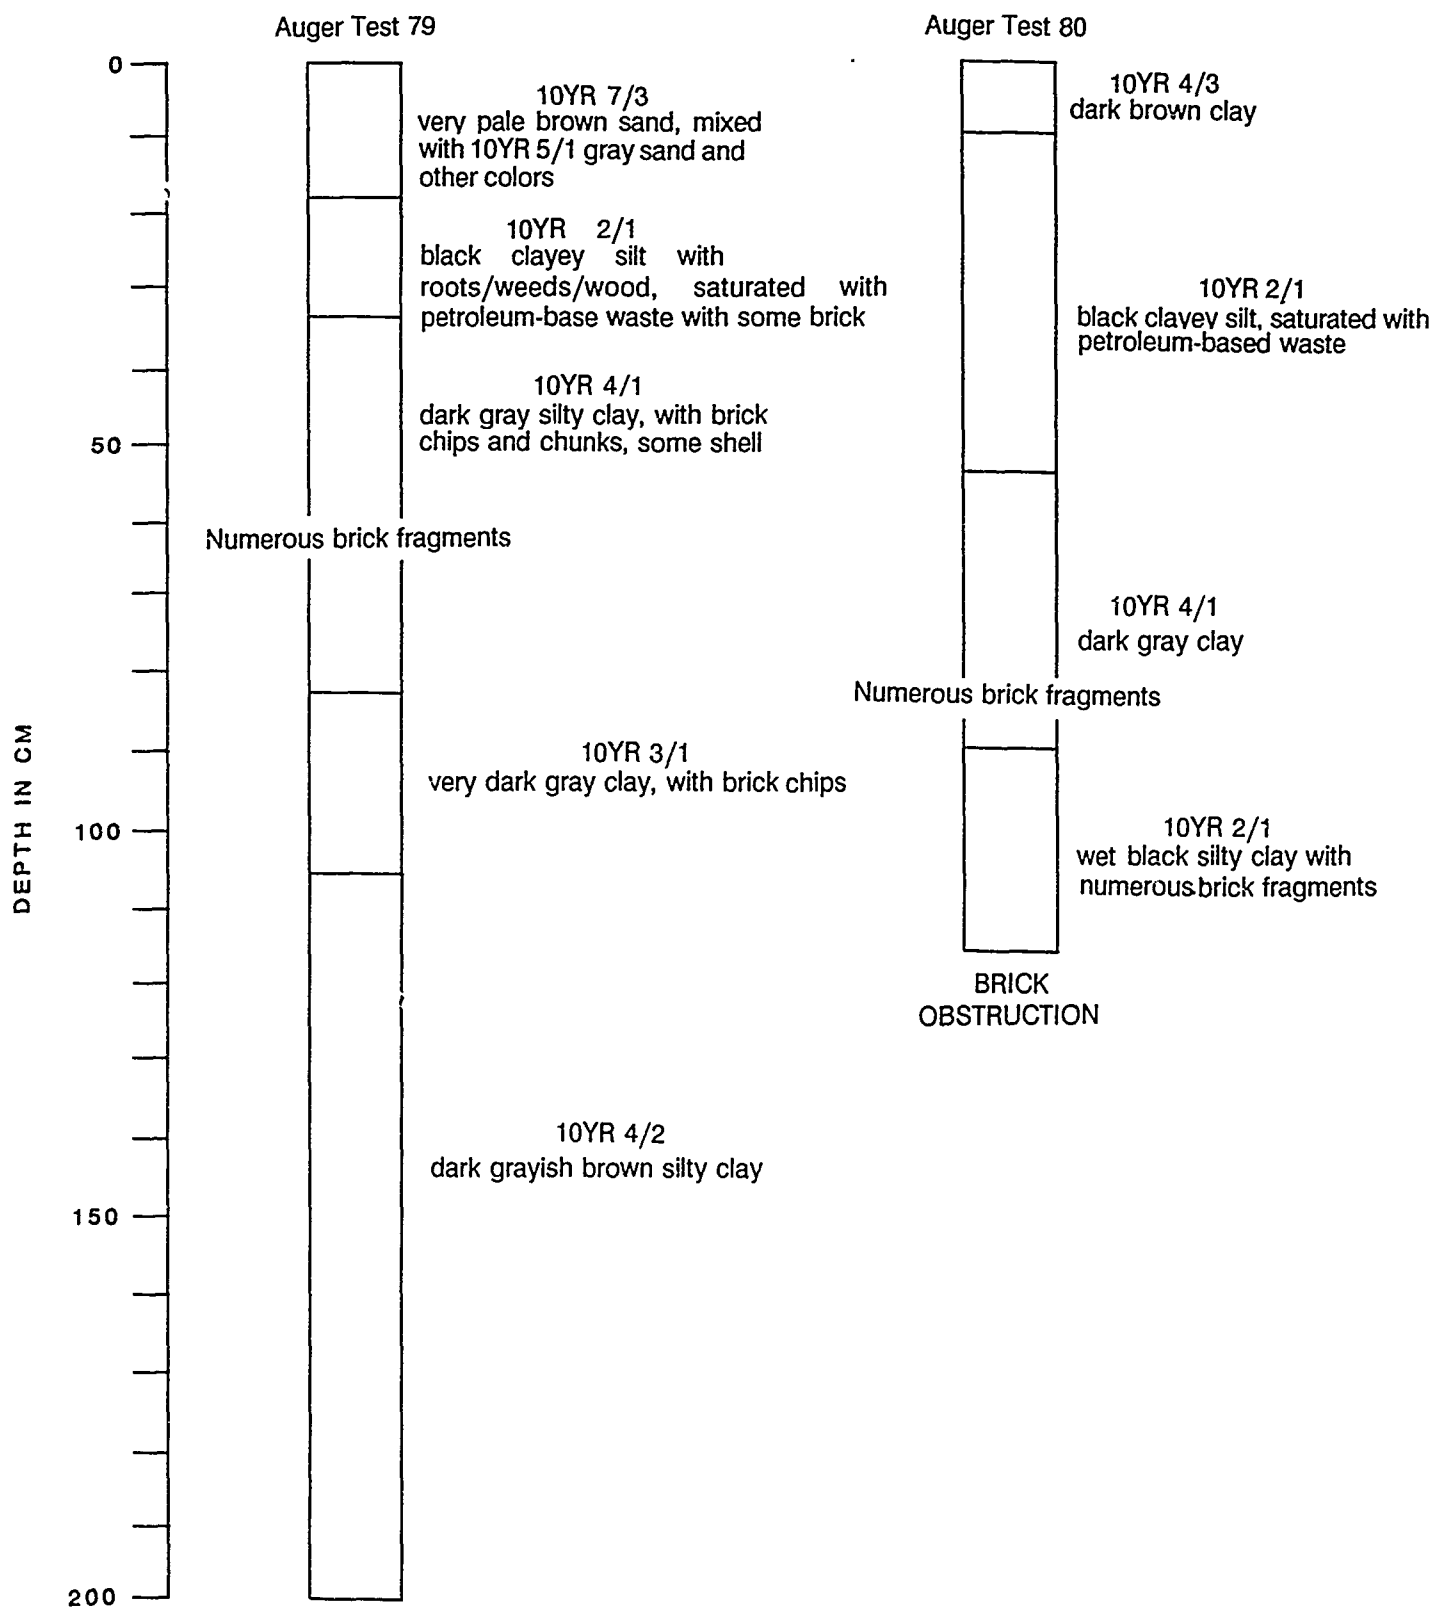 Auger Test 79
Auger Test 80
0
50
100
150
200
DEPTH IN CM
10YR 7/3
very pale brown sand, mixed
with 10YR 5/1 gray sand and
other colors
10YR 2/1
black clayey silt with
roots/weeds/wood, saturated with
petroleum-base waste with some brick
10YR 4/1
dark gray silty clay, with brick
chips and chunks, some shell
Numerous brick fragments
10YR 3/1
very dark gray clay, with brick chips
10YR 4/2
dark grayish brown silty clay
10YR 4/3
dark brown clay
10YR 2/1
black clayey silt, saturated with
petroleum-based waste
10YR 4/1
dark gray clay
Numerous brick fragments
10YR 2/1
wet black silty clay with
numerous brick fragments
BRICK
OBSTRUCTION